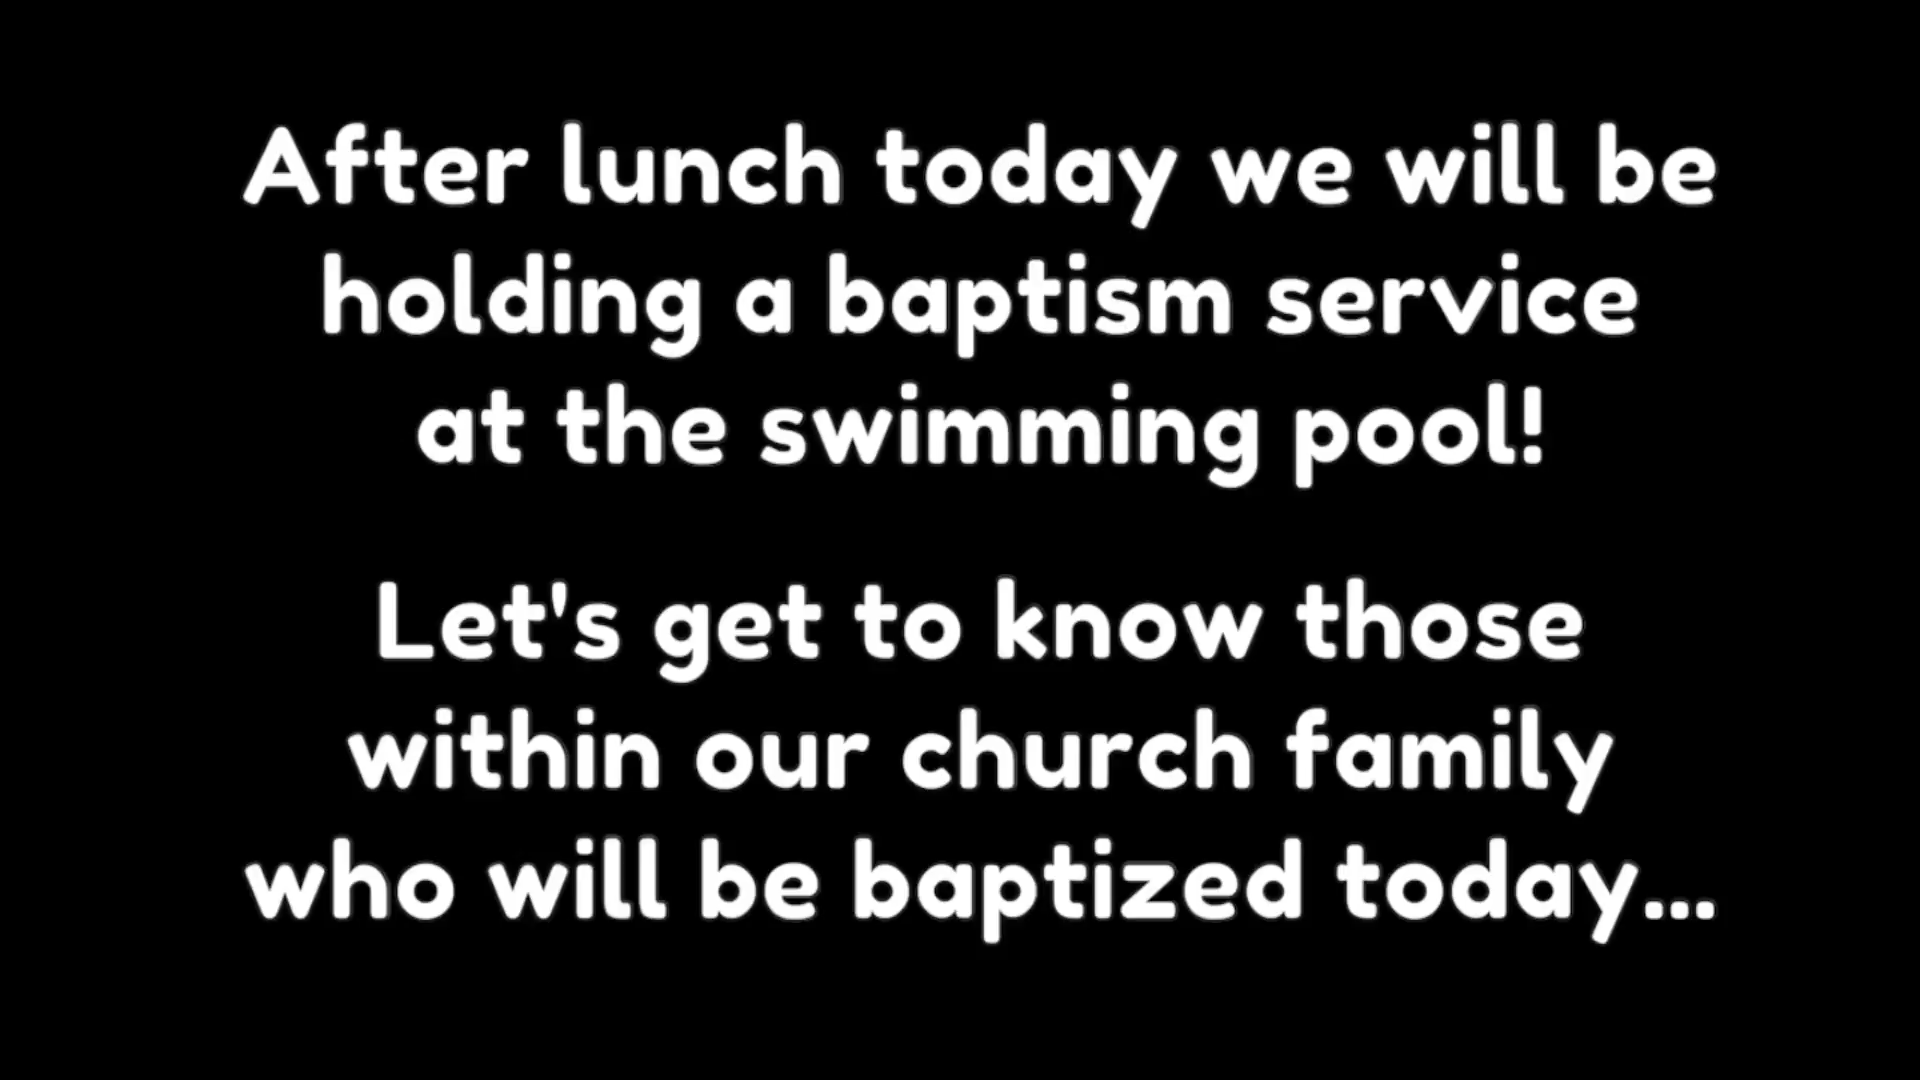 After lunch today we will be
holding a baptism service
at the swimming pool!
Let's get to know those
within our church family
who will be baptized today...